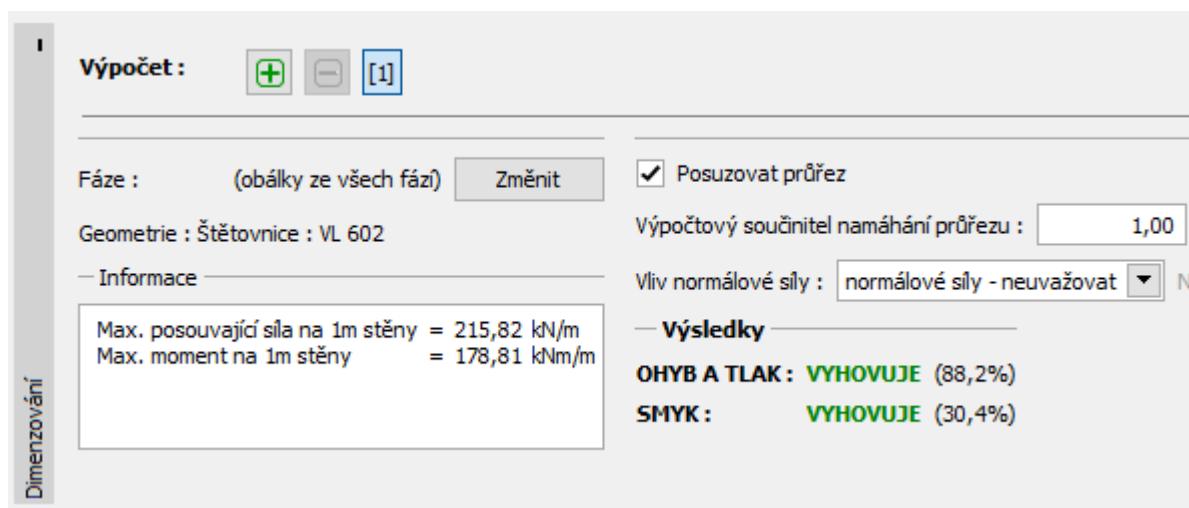 Výpočet :
[1]
Fáze : (obálky ze všech fází) Změnit
Geometrie : Štětovnice : VL 602
Informace
Max. posouvající síla na 1m stěny = 215,82 kN/m
Max. moment na 1m stěny = 178,81 kNm/m
Posuzovat průřez
Výpočtový součinitel namáhání průřezu : 1,00
Vliv normálové síly : normálové síly - neuvažovat N
Výsledky
OHYB A TLAK : VYHOVUJE (88,2%)
SMYK : VYHOVUJE (30,4%)
Dimenzování